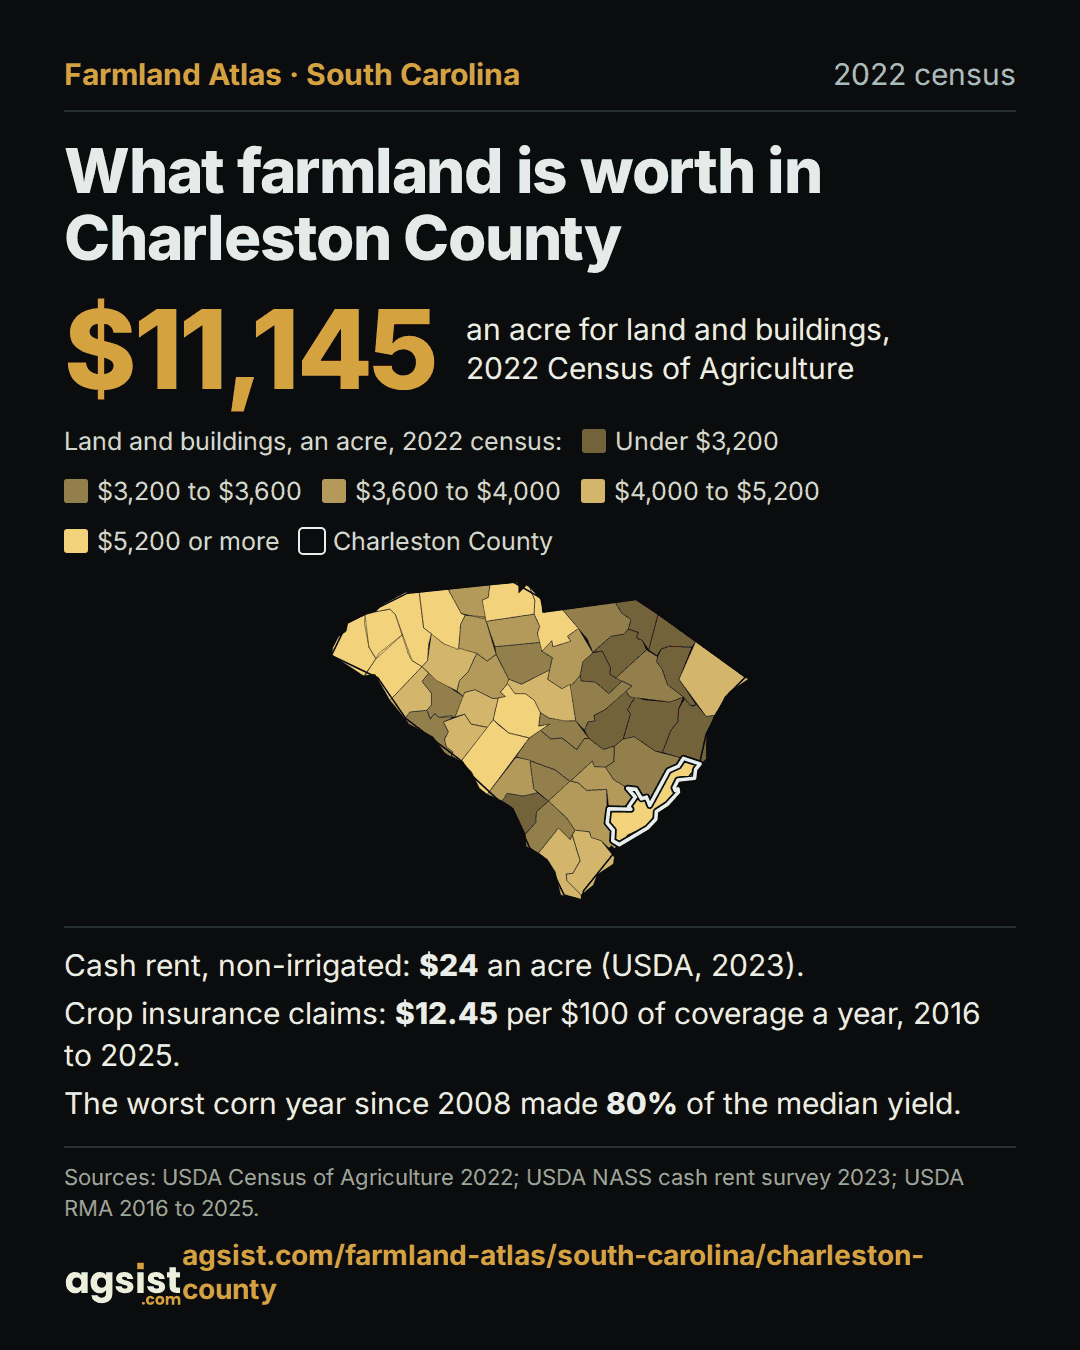 Farmland Atlas · South Carolina
2022 census
What farmland is worth in
Charleston County
$11,145
an acre for land and buildings,
2022 Census of Agriculture
Land and buildings, an acre, 2022 census:
Under $3,200
$3,200 to $3,600
$3,600 to $4,000
$4,000 to $5,200
$5,200 or more
Charleston County
Cash rent, non-irrigated: $24 an acre (USDA, 2023).
Crop insurance claims: $12.45 per $100 of coverage a year, 2016
to 2025.
The worst corn year since 2008 made 80% of the median yield.
Sources: USDA Census of Agriculture 2022; USDA NASS cash rent survey 2023; USDA
RMA 2016 to 2025.
agsist
.com
agsist.com/farmland-atlas/south-carolina/charleston-
county